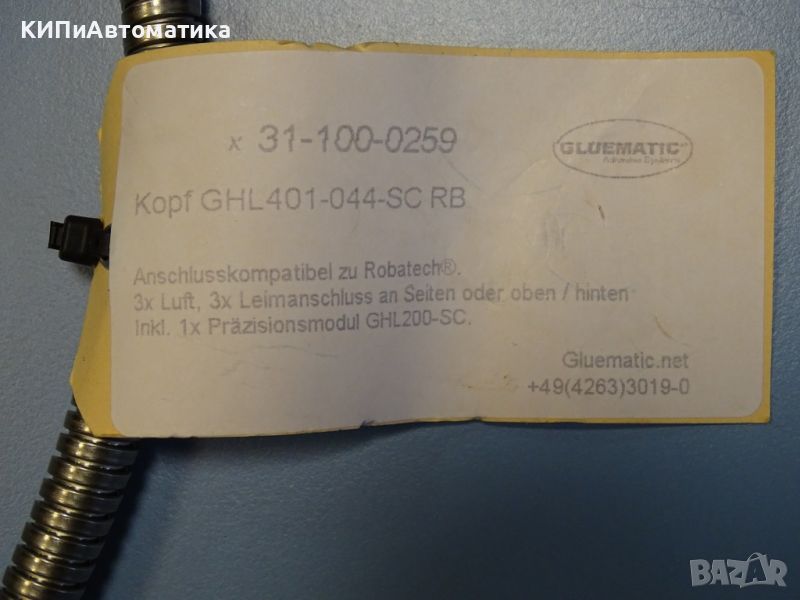 КИПиАвтоматика
x 31-100-0259
GLUEMATIC
Adhesive Systems
Kopf GHL401-044-SC RB
Anschlusskompatibel zu Robatech®.
3x Luft, 3x Leimanschluss an Seiten oder oben / hinten
Inkl. 1x Präzisionsmodul GHL200-SC.
Gluematic.net
+49(4263)3019-0
BAZAR